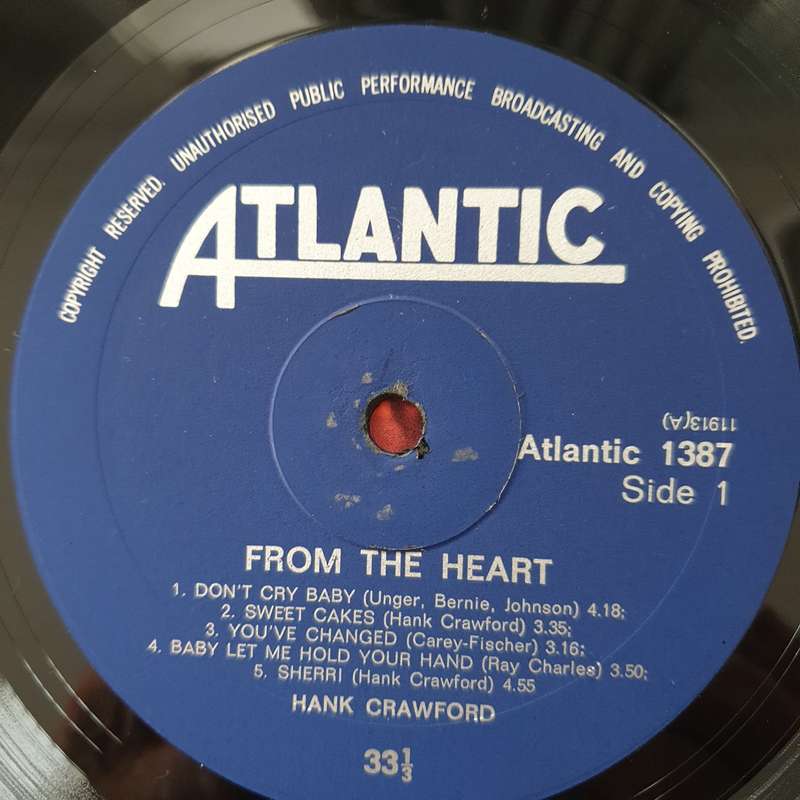 COPYRIGHT RESERVED. UNAUTHORISED PUBLIC PERFORMANCE BROADCASTING AND COPYING PROHIBITED.
ATLANTIC
11913(A)
Atlantic 1387
Side 1
FROM THE HEART
1. DON'T CRY BABY (Unger, Bernie, Johnson) 4.18;
2. SWEET CAKES (Hank Crawford) 3.35;
3. YOU'VE CHANGED (Carey-Fischer) 3.16;
4. BABY LET ME HOLD YOUR HAND (Ray Charles) 3.50;
5. SHERRI (Hank Crawford) 4.55
HANK CRAWFORD
33⅓